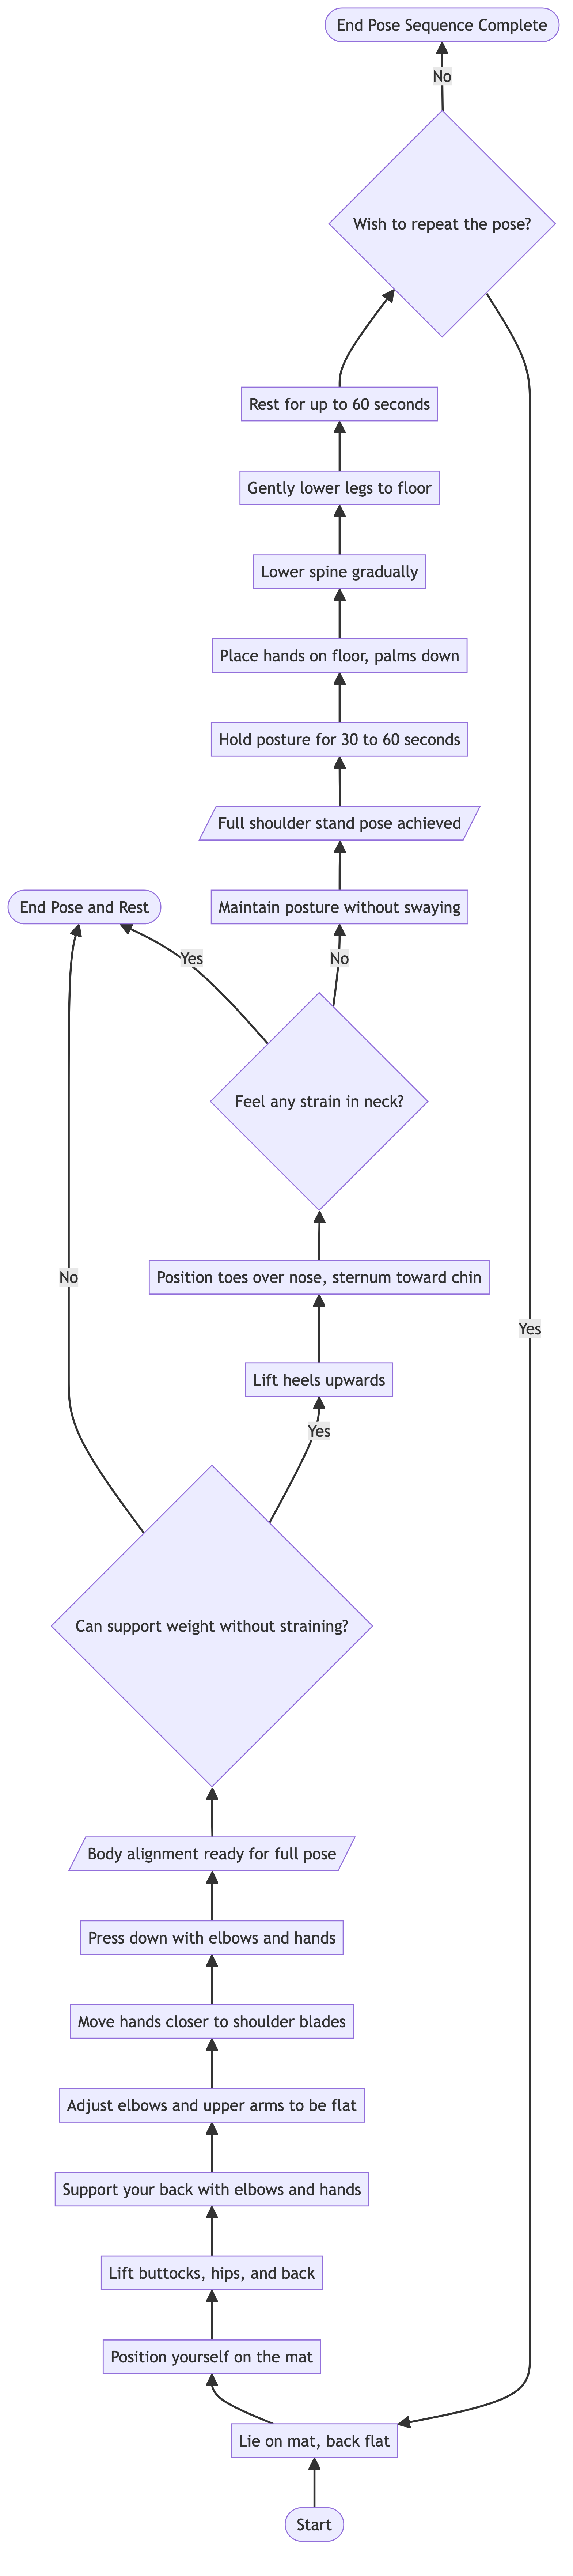 End Pose Sequence Complete
No
Wish to repeat the pose?
Rest for up to 60 seconds
Gently lower legs to floor
Lower spine gradually
Place hands on floor, palms down
Hold posture for 30 to 60 seconds
Full shoulder stand pose achieved
End Pose and Rest
Maintain posture without swaying
Yes
No
Feel any strain in neck?
Position toes over nose, sternum toward chin
No
Yes
Lift heels upwards
Yes
Can support weight without straining?
Body alignment ready for full pose
Press down with elbows and hands
Move hands closer to shoulder blades
Adjust elbows and upper arms to be flat
Support your back with elbows and hands
Lift buttocks, hips, and back
Position yourself on the mat
Lie on mat, back flat
Start